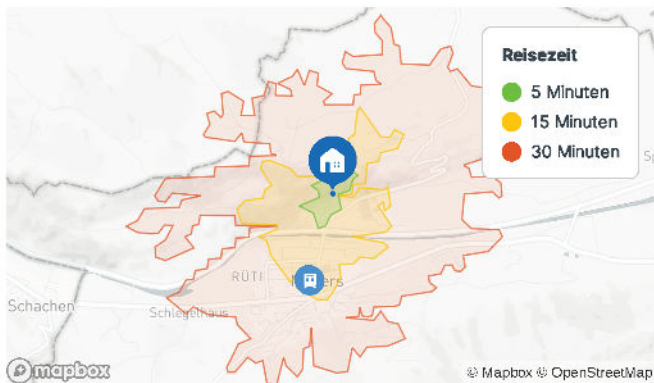 Reisezeit
5 Minuten
15 Minuten
30 Minuten
RÜTI
Schachen
Schlegelhaus
mapbox
© Mapbox © OpenStreetMap